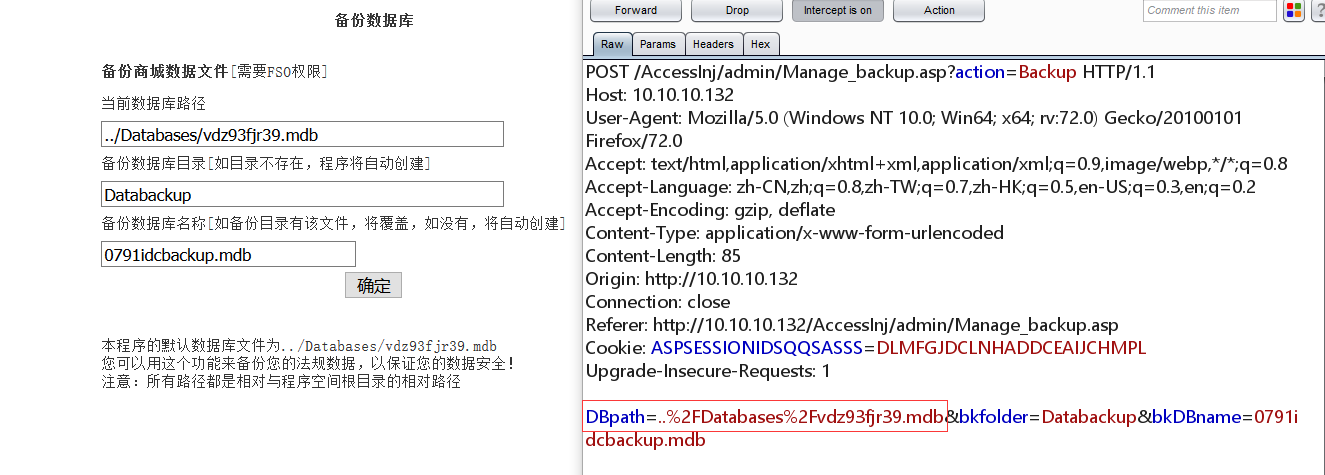 备份数据库
备份商城数据文件[需要FSO权限]
当前数据库路径
../Databases/vdz93fjr39.mdb
备份数据库目录[如目录不存在，程序将自动创建]
Databackup
备份数据库名称[如备份目录有该文件，将覆盖，如没有，将自动创建]
0791idcbackup.mdb
确定
本程序的默认数据库文件为../Databases/vdz93fjr39.mdb
您可以用这个功能来备份您的法规数据，以保证您的数据安全！
注意：所有路径都是相对与程序空间根目录的相对路径
Forward Drop Intercept is on Action Comment this item ?
Raw Params Headers Hex
POST /AccessInj/admin/Manage_backup.asp?action=Backup HTTP/1.1
Host: 10.10.10.132
User-Agent: Mozilla/5.0 (Windows NT 10.0; Win64; x64; rv:72.0) Gecko/20100101
Firefox/72.0
Accept: text/html,application/xhtml+xml,application/xml;q=0.9,image/webp,*/*;q=0.8
Accept-Language: zh-CN,zh;q=0.8,zh-TW;q=0.7,zh-HK;q=0.5,en-US;q=0.3,en;q=0.2
Accept-Encoding: gzip, deflate
Content-Type: application/x-www-form-urlencoded
Content-Length: 85
Origin: http://10.10.10.132
Connection: close
Referer: http://10.10.10.132/AccessInj/admin/Manage_backup.asp
Cookie: ASPSESSIONIDSQQSASSS=DLMFGJDCLNHADDCEAIJCHMPL
Upgrade-Insecure-Requests: 1
DBpath=..%2FDatabases%2Fvdz93fjr39.mdb&bkfolder=Databackup&bkDBname=0791i
dcbackup.mdb